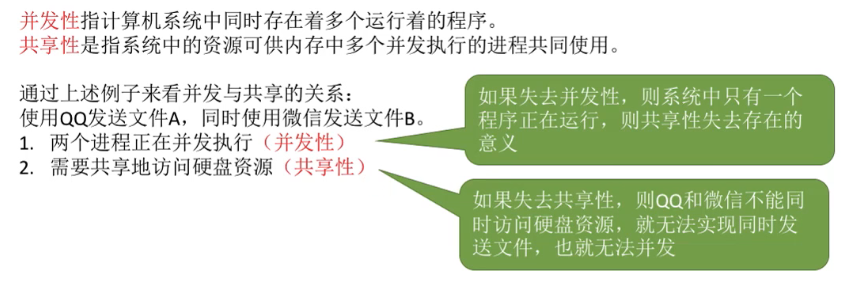 并发性指计算机系统中同时存在着多个运行着的程序。
共享性是指系统中的资源可供内存中多个并发执行的进程共同使用。
通过上述例子来看并发与共享的关系：
使用QQ发送文件A，同时使用微信发送文件B。
1. 两个进程正在并发执行（并发性）
2. 需要共享地访问硬盘资源（共享性）
如果失去并发性，则系统中只有一个
程序正在运行，则共享性失去存在的
意义
如果失去共享性，则QQ和微信不能同
时访问硬盘资源，就无法实现同时发
送文件，也就无法并发